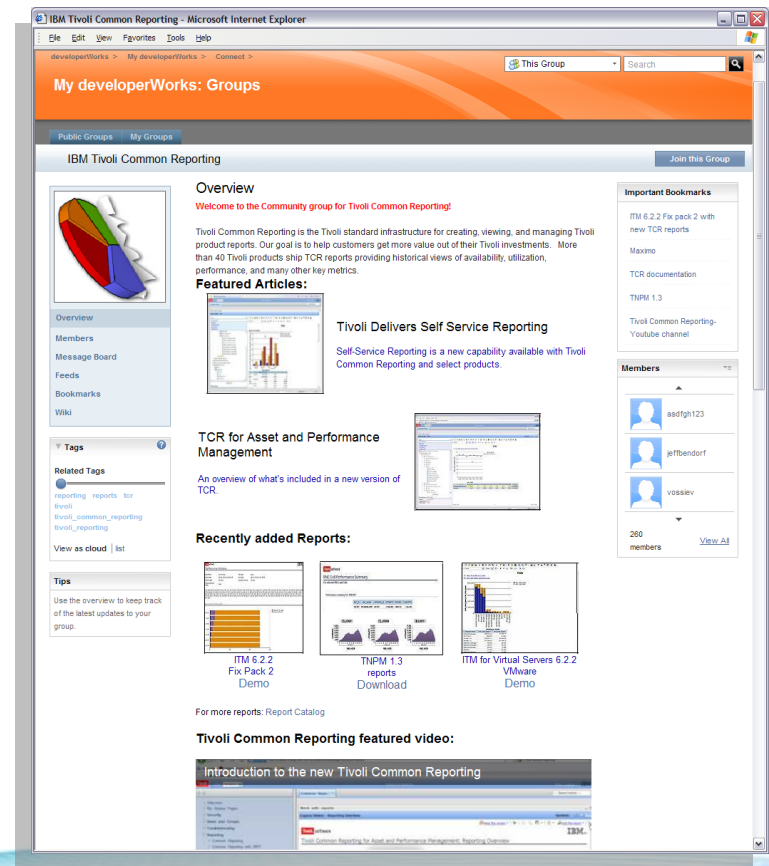 IBM Tivoli Common Reporting - Microsoft Internet Explorer
File Edit View Favorites Tools Help
developerWorks > My developerWorks > Connect >
This Group
Search
My developerWorks: Groups
Public Groups My Groups
IBM Tivoli Common Reporting
Join this Group
Overview
Members
Message Board
Feeds
Bookmarks
Wiki
Tags
Related Tags
reporting reports tcr
tivoli
tivoli_common_reporting
tivoli_reporting
View as cloud | list
Tips
Use the overview to keep track
of the latest updates to your
group.
Overview
Welcome to the Community group for Tivoli Common Reporting!
Tivoli Common Reporting is the Tivoli standard infrastructure for creating, viewing, and managing Tivoli
product reports. Our goal is to help customers get more value out of their Tivoli investments. More
than 40 Tivoli products ship TCR reports providing historical views of availability, utilization,
performance, and many other key metrics.
Featured Articles:
Tivoli Delivers Self Service Reporting
Self-Service Reporting is a new capability available with Tivoli
Common Reporting and select products.
TCR for Asset and Performance
Management
An overview of what's included in a new version of
TCR.
Recently added Reports:
ITM 6.2.2
Fix Pack 2
Demo
TNPM 1.3
reports
Download
ITM for Virtual Servers 6.2.2
VMware
Demo
For more reports: Report Catalog
Tivoli Common Reporting featured video:
Introduction to the new Tivoli Common Reporting
Tivoli Common Reporting for Asset and Performance Management: Reporting Overview
IBM.
Important Bookmarks
ITM 6.2.2 Fix pack 2 with
new TCR reports
Maximo
TCR documentation
TNPM 1.3
Tivoli Common Reporting-
Youtube channel
Members
asdfgh123
jeffbendorf
vossiev
260
members
View All